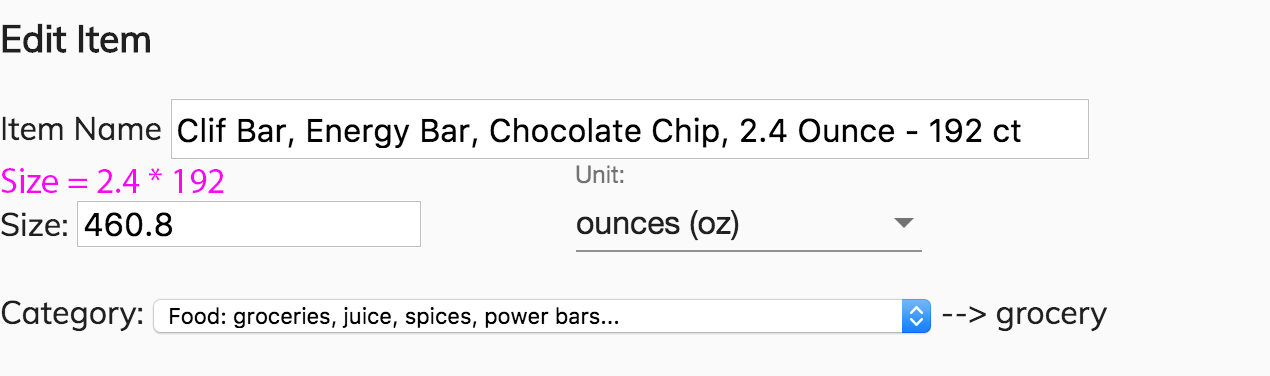 Edit Item
Item Name Clif Bar, Energy Bar, Chocolate Chip, 2.4 Ounce - 192 ct
Size = 2.4 * 192
Unit:
Size: 460.8
ounces (oz)
Category: Food: groceries, juice, spices, power bars... --> grocery